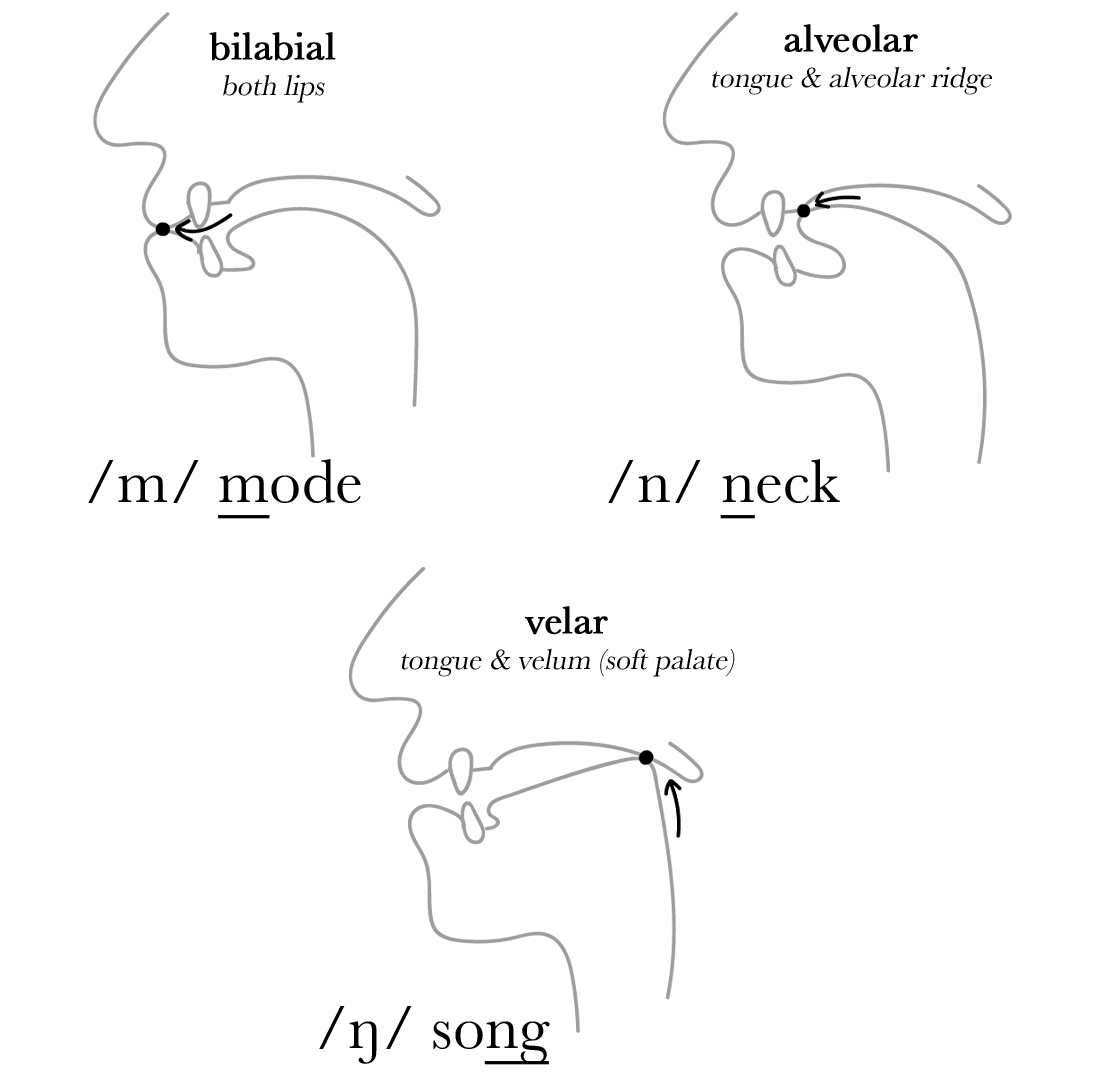 bilabial
both lips
alveolar
tongue & alveolar ridge
/m/ mode
/n/ neck
velar
tongue & velum (soft palate)
/ŋ/ song